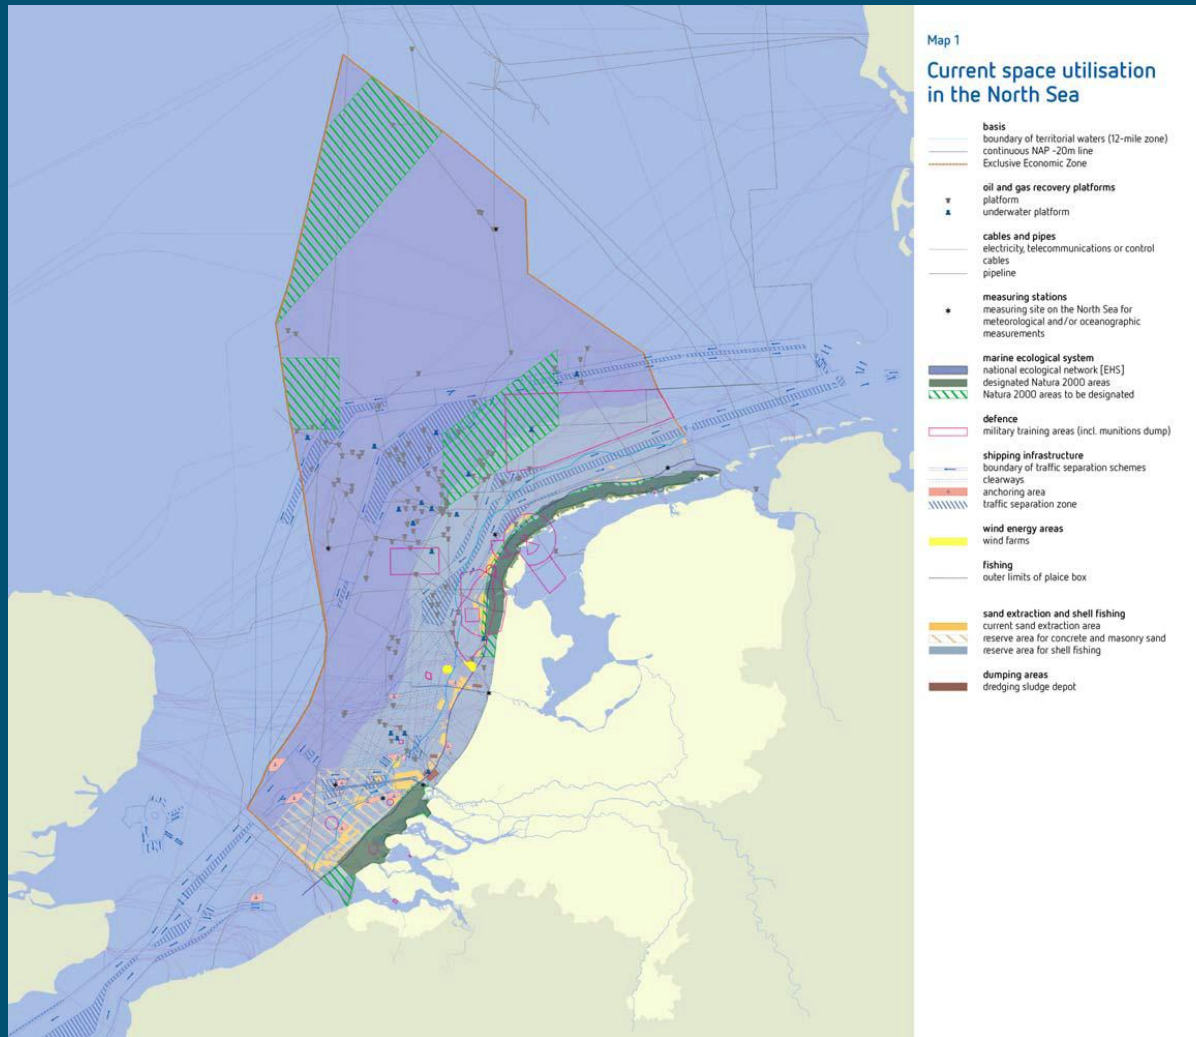 Map 1
Current space utilisation
in the North Sea
basis
boundary of territorial waters (12-mile zone)
continuous NAP -20m line
Exclusive Economic Zone
oil and gas recovery platforms
platform
underwater platform
cables and pipes
electricity, telecommunications or control
cables
pipeline
measuring stations
measuring site on the North Sea for
meteorological and/or oceanographic
measurements
marine ecological system
national ecological network [EHS]
designated Natura 2000 areas
Natura 2000 areas to be designated
defence
military training areas (incl. munitions dump)
shipping infrastructure
boundary of traffic separation schemes
clearways
anchoring area
traffic separation zone
wind energy areas
wind farms
fishing
outer limits of plaice box
sand extraction and shell fishing
current sand extraction area
reserve area for concrete and masonry sand
reserve area for shell fishing
dumping areas
dredging sludge depot